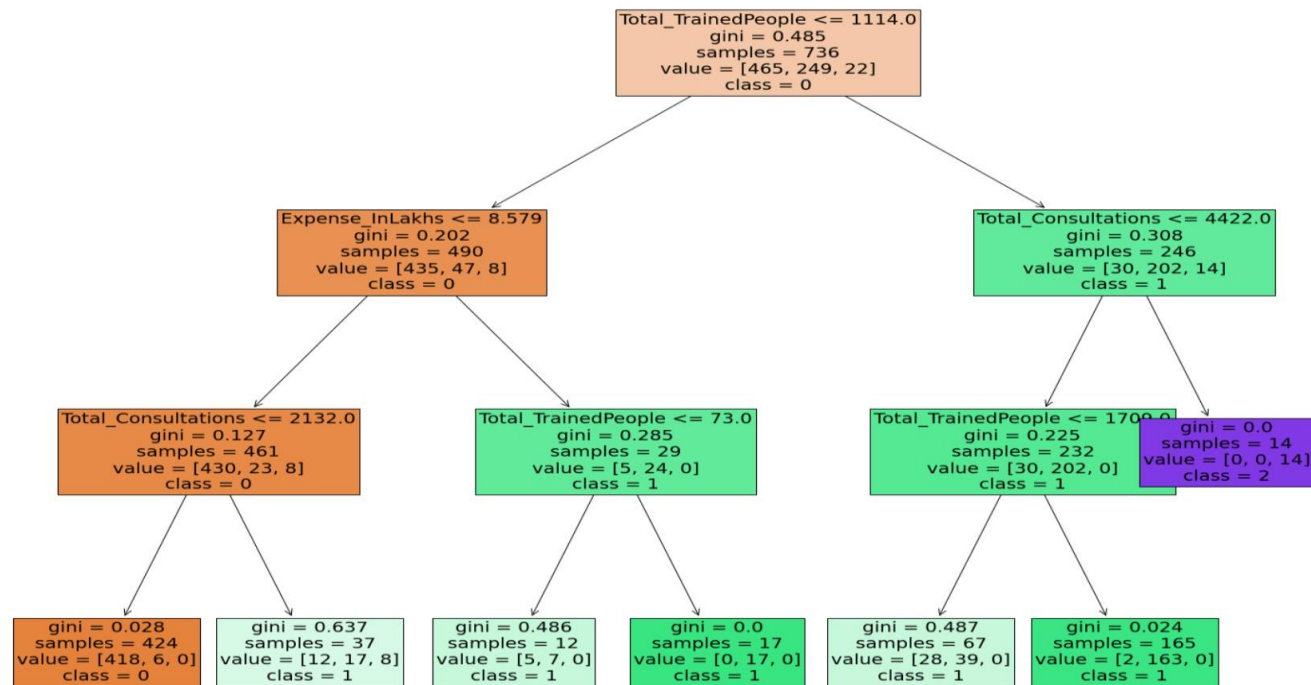 Total_TrainedPeople <= 1114.0
gini = 0.485
samples = 736
value = [465, 249, 22]
class = 0
Expense_InLakhs <= 8.579
gini = 0.202
samples = 490
value = [435, 47, 8]
class = 0
Total_Consultations <= 4422.0
gini = 0.308
samples = 246
value = [30, 202, 14]
class = 1
Total_Consultations <= 2132.0
gini = 0.127
samples = 461
value = [430, 23, 8]
class = 0
Total_TrainedPeople <= 73.0
gini = 0.285
samples = 29
value = [5, 24, 0]
class = 1
Total_TrainedPeople <= 1709.0
gini = 0.225
samples = 232
value = [30, 202, 0]
class = 1
gini = 0.0
samples = 14
value = [0, 0, 14]
class = 2
gini = 0.028
samples = 424
value = [418, 6, 0]
class = 0
gini = 0.637
samples = 37
value = [12, 17, 8]
class = 1
gini = 0.486
samples = 12
value = [5, 7, 0]
class = 1
gini = 0.0
samples = 17
value = [0, 17, 0]
class = 1
gini = 0.487
samples = 67
value = [28, 39, 0]
class = 1
gini = 0.024
samples = 165
value = [2, 163, 0]
class = 1